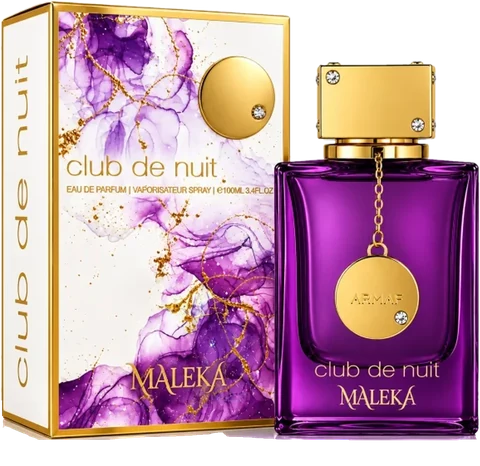 club de nuit
club de nuit
EAU DE PARFUM | VAPORISATEUR SPRAY | ℮100ML 3.4FL.OZ
MALEKA
ARMAF
club de nuit
MALEKA